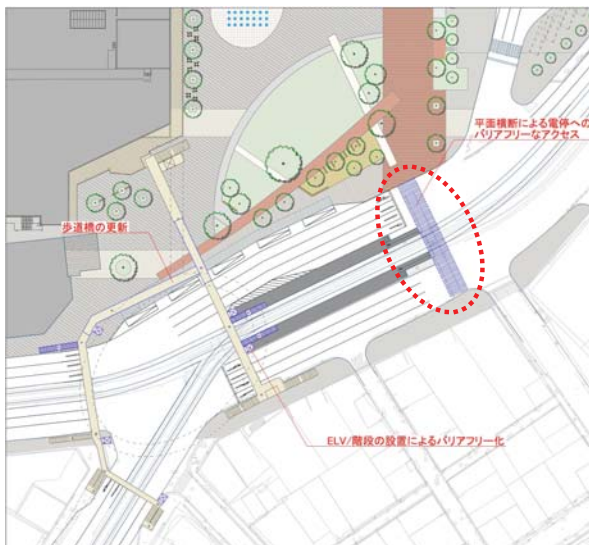 平面横断による電停への
バリアフリーなアクセス
歩道橋の更新
ELV/階段の設置によるバリアフリー化